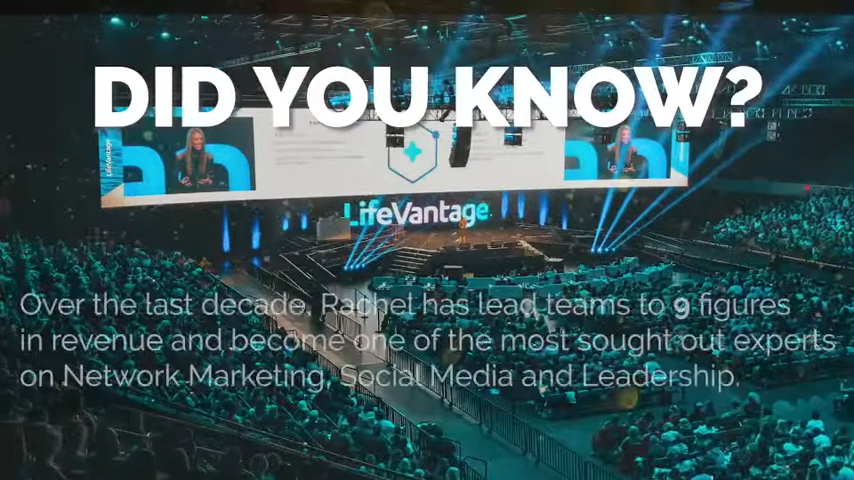 DID YOU KNOW?
LifeVantage
LifeVantage
Over the last decade, Rachel has lead teams to 9 figures
in revenue and become one of the most sought out experts
on Network Marketing, Social Media and Leadership.